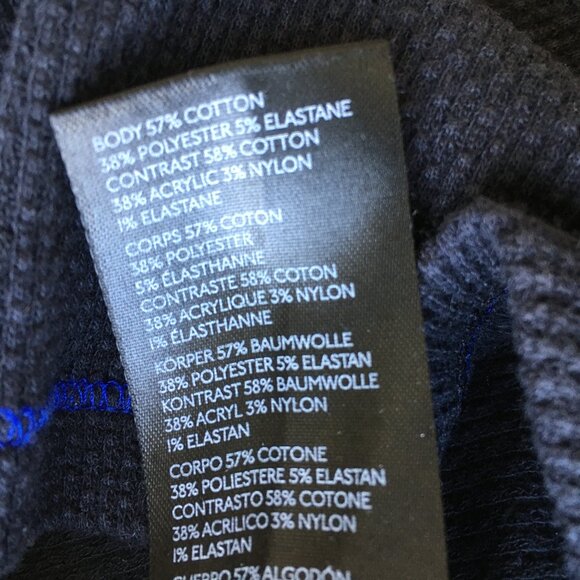 BODY 57% COTTON
38% POLYESTER 5% ELASTANE
CONTRAST 58% COTTON
38% ACRYLIC 3% NYLON
1% ELASTANE
CORPS 57% COTON
38% POLYESTER
5% ÉLASTHANNE
CONTRASTE 58% COTON
38% ACRYLIQUE 3% NYLON
1% ÉLASTHANNE
KÖRPER 57% BAUMWOLLE
38% POLYESTER 5% ELASTAN
KONTRAST 58% BAUMWOLLE
38% ACRYL 3% NYLON
1% ELASTAN
CORPO 57% COTONE
38% POLIESTERE 5% ELASTAN
CONTRASTO 58% COTONE
38% ACRILICO 3% NYLON
1% ELASTAN
CUERPO 57% ALGODÓN